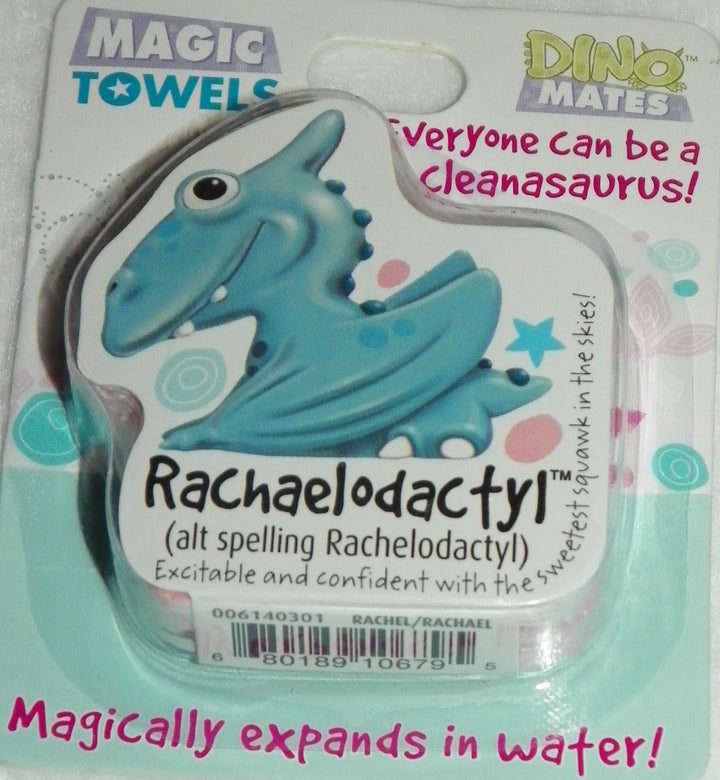 MAGIC
TOWELS
DINO™
MATES
Everyone can be a
cleanasaurus!
Rachaelodactyl™
(alt spelling Rachelodactyl)
Excitable and confident with the sweetest squawk in the skies!
006140301 RACHEL/RACHAEL
6 80189 10679 5
Magically expands in water!